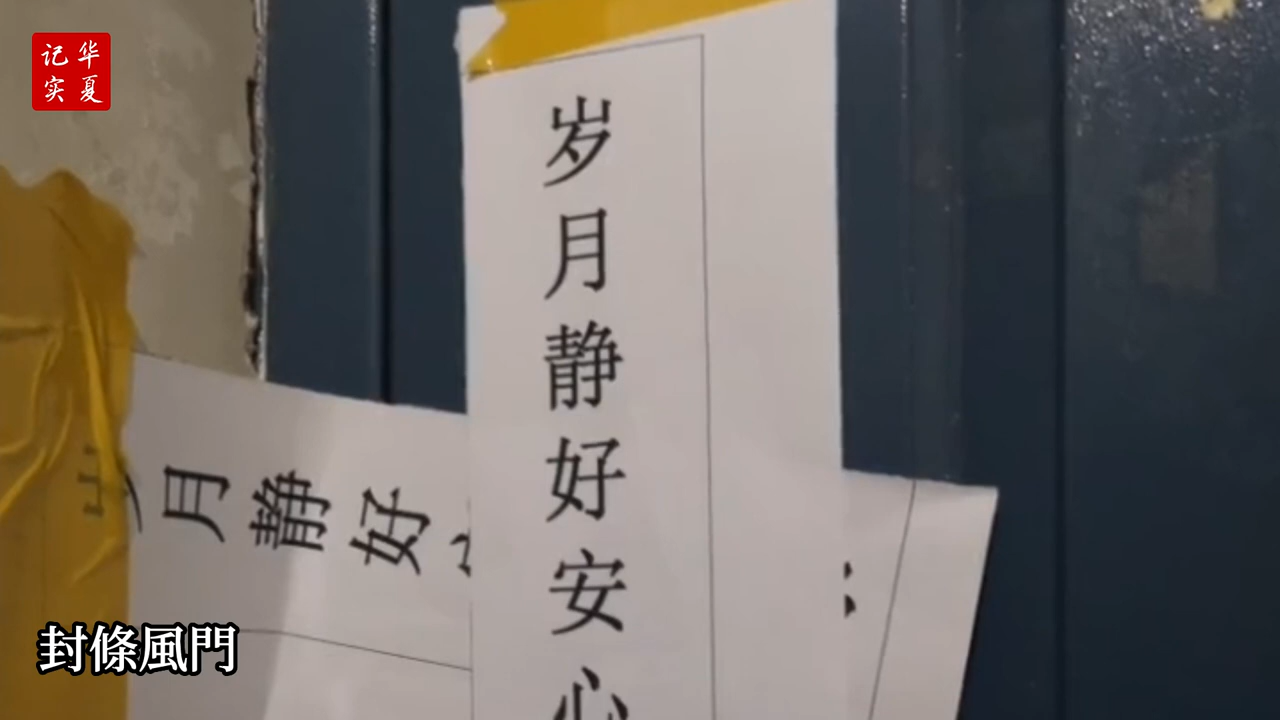 华夏
记实
岁月静好安心
月静好
封條風門